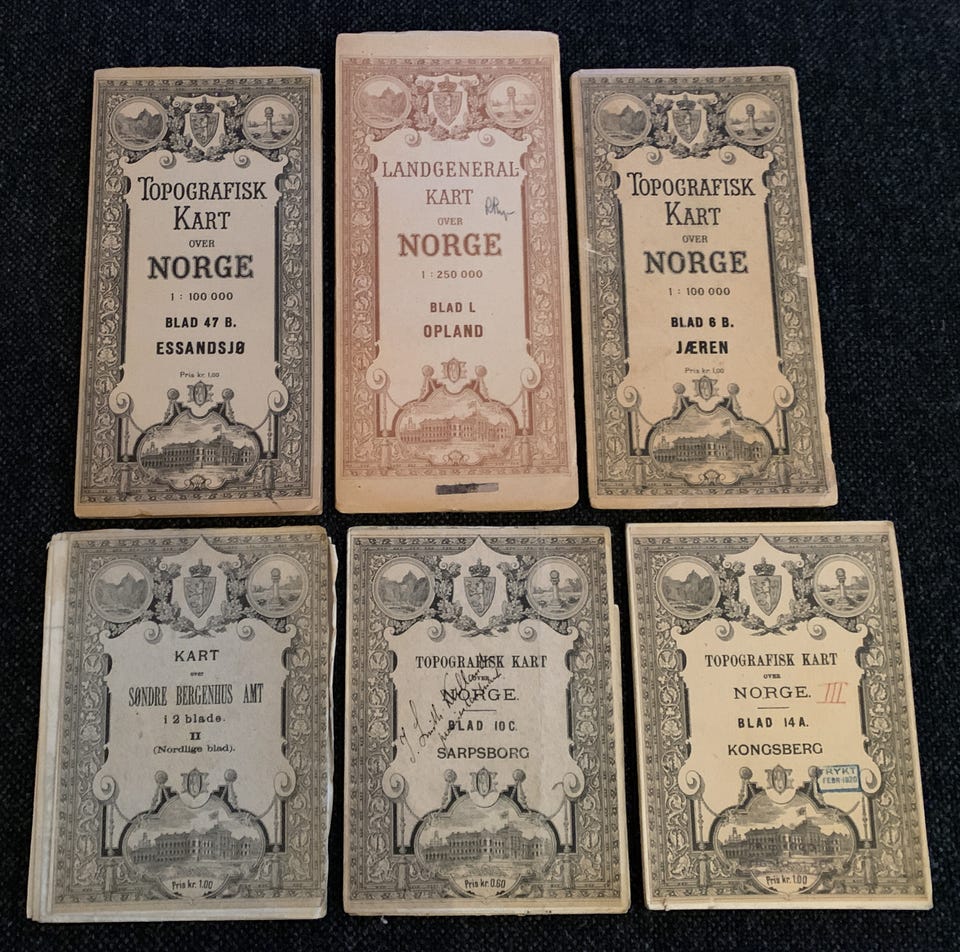 TOPOGRAFISK
KART
OVER
NORGE
1 : 100 000
BLAD 47 B.
ESSANDSJØ
Pris kr. 1,00
LANDGENERAL-
KART
OVER
NORGE
1 : 250 000
BLAD L
OPLAND
TOPOGRAFISK
KART
OVER
NORGE
1 : 100 000
BLAD 6 B.
JÆREN
Pris kr. 1,00
KART
over
SØNDRE BERGENHUS AMT
i 2 blade.
II
(Nordlige blad).
Pris kr. 1.00
TOPOGRAFISK KART
OVER
NORGE.
BLAD 10 C.
SARPSBORG
Pris kr. 0.60
TOPOGRAFISK KART
OVER
NORGE.
III
BLAD 14 A.
KONGSBERG
TRYKT
FEBR. 1920
Pris kr. 1.00